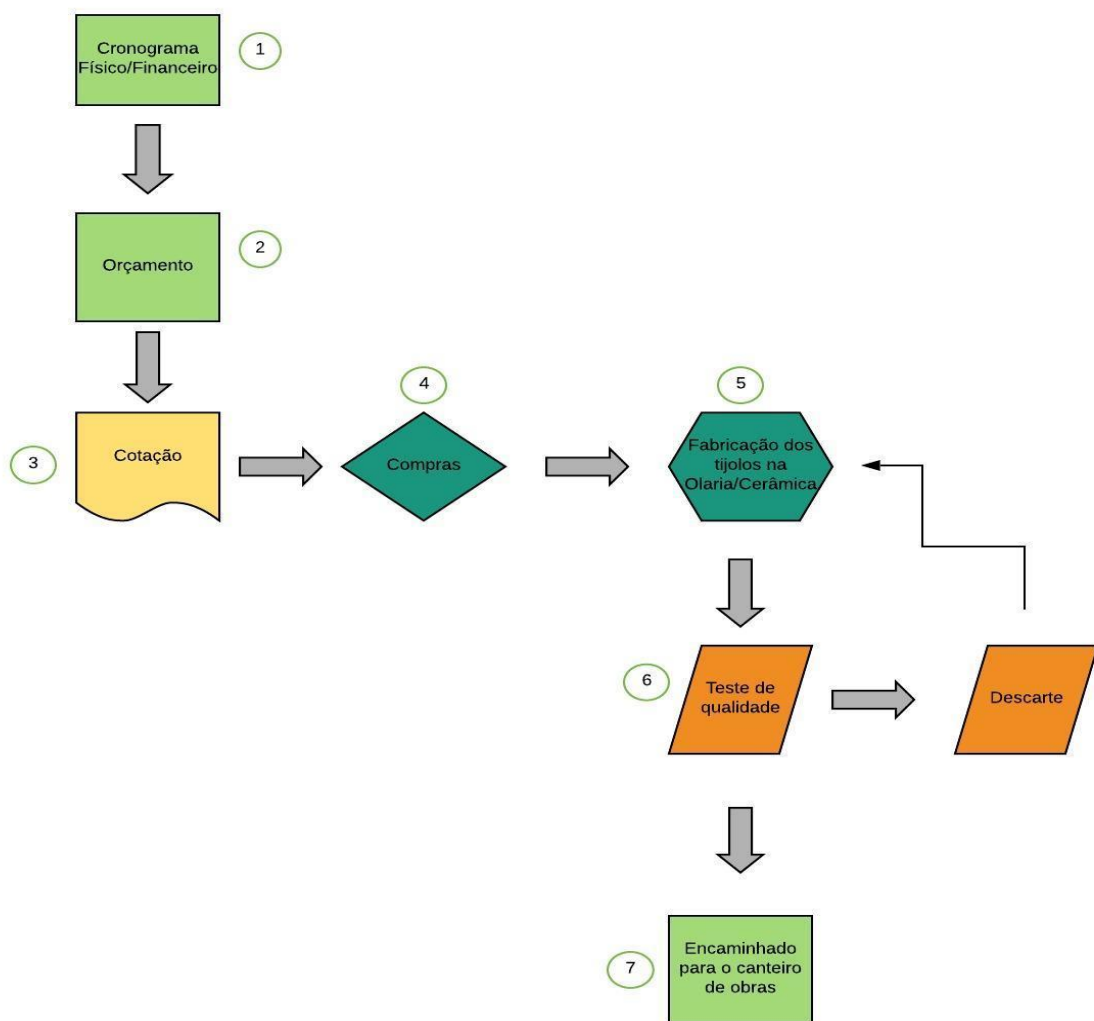 Cronograma
Físico/Financeiro
1
Orçamento
2
3
Cotação
4
Compras
5
Fabricação dos
tijolos na
Olaria/Cerâmica.
6
Teste de
qualidade
Descarte
7
Encaminhado
para o canteiro
de obras